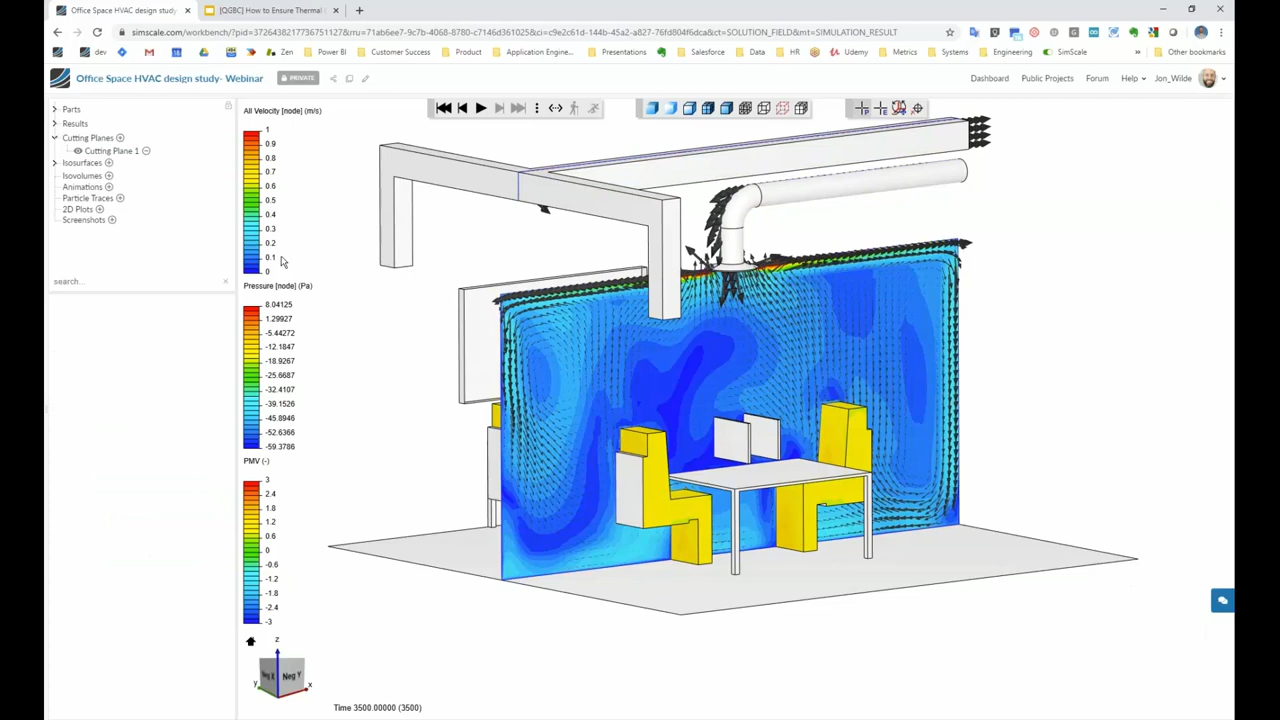 Office Space HVAC design study- ×
[QGBC] How to Ensure Thermal ×
simscale.com/workbench/?pid=3726438217736751127&rru=71ab6ee7-9c7b-4068-8780-c7146d361025&ci=c9e2c61d-144b-45a2-a827-76fd804f6dca&ct=SOLUTION_FIELD&mt=SIMULATION_RESULT
dev Zen Power BI Customer Success Product Application Engine... Presentations Salesforce Data HR Udemy Metrics Systems Engineering SimScale » Other bookmarks
Office Space HVAC design study- Webinar PRIVATE Dashboard Public Projects Forum Help Jon_Wilde
Parts
Results
Cutting Planes
Cutting Plane 1
Isosurfaces
Isovolumes
Animations
Particle Traces
2D Plots
Screenshots
search...
All Velocity [node] (m/s)
1
0.9
0.8
0.7
0.6
0.5
0.4
0.3
0.2
0.1
0
Pressure [node] (Pa)
8.04125
1.29927
-5.44272
-12.1847
-18.9267
-25.6687
-32.4107
-39.1526
-45.8946
-52.6366
-59.3786
PMV (-)
3
2.4
1.8
1.2
0.6
0
-0.6
-1.2
-1.8
-2.4
-3
z
Neg X
Neg Y
y
x
Time 3500.00000 (3500)